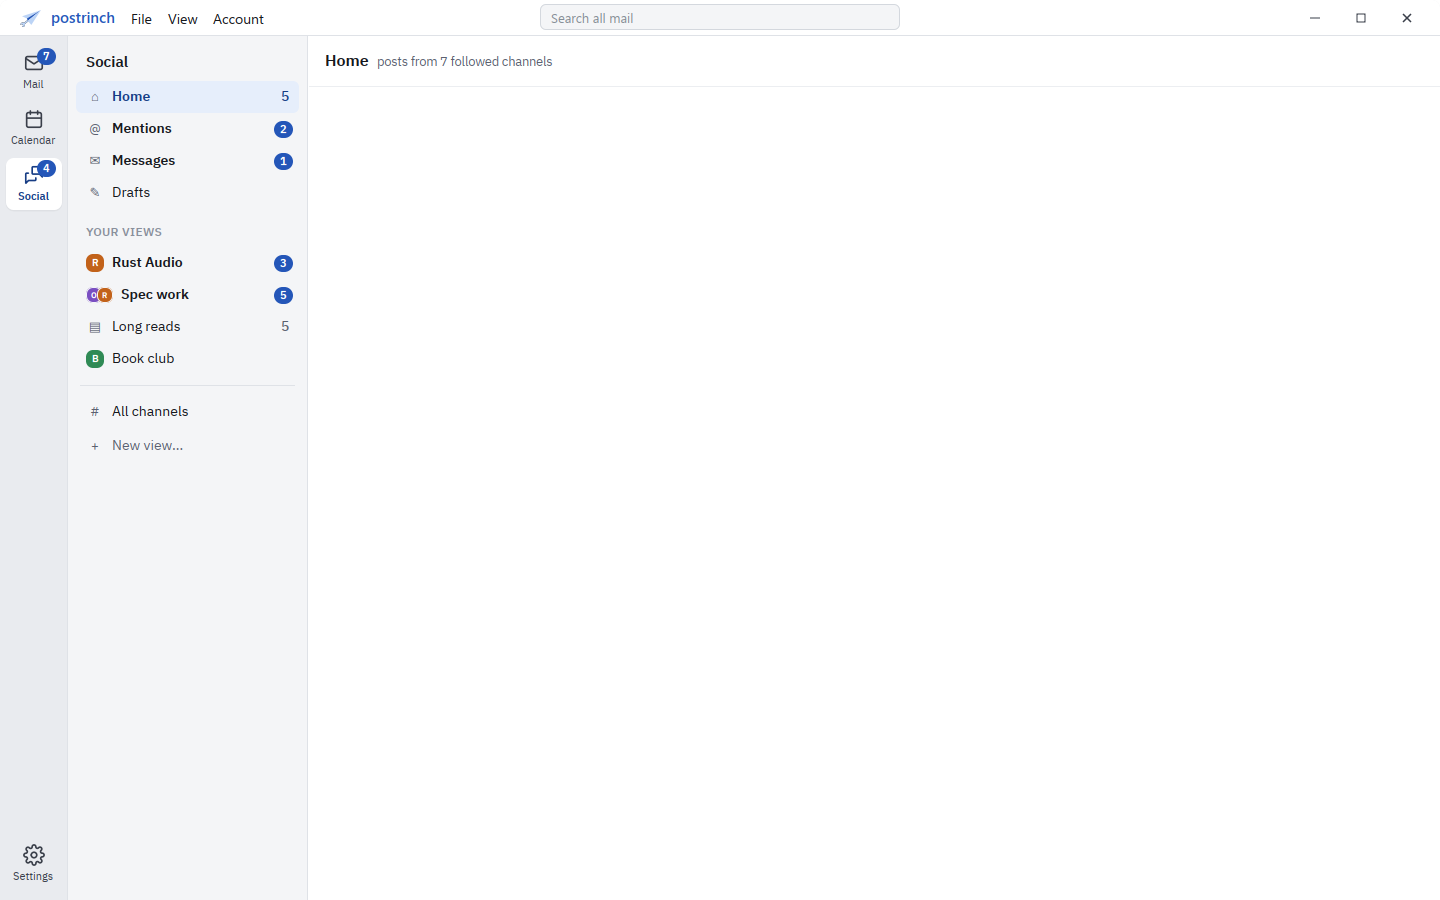 postrinch File View Account
Search all mail
7
Mail
Calendar
4
Social
Settings
Social
Home 5
@ Mentions 2
Messages 1
Drafts
YOUR VIEWS
R Rust Audio 3
O R Spec work 5
Long reads 5
B Book club
# All channels
+ New view...
Home posts from 7 followed channels